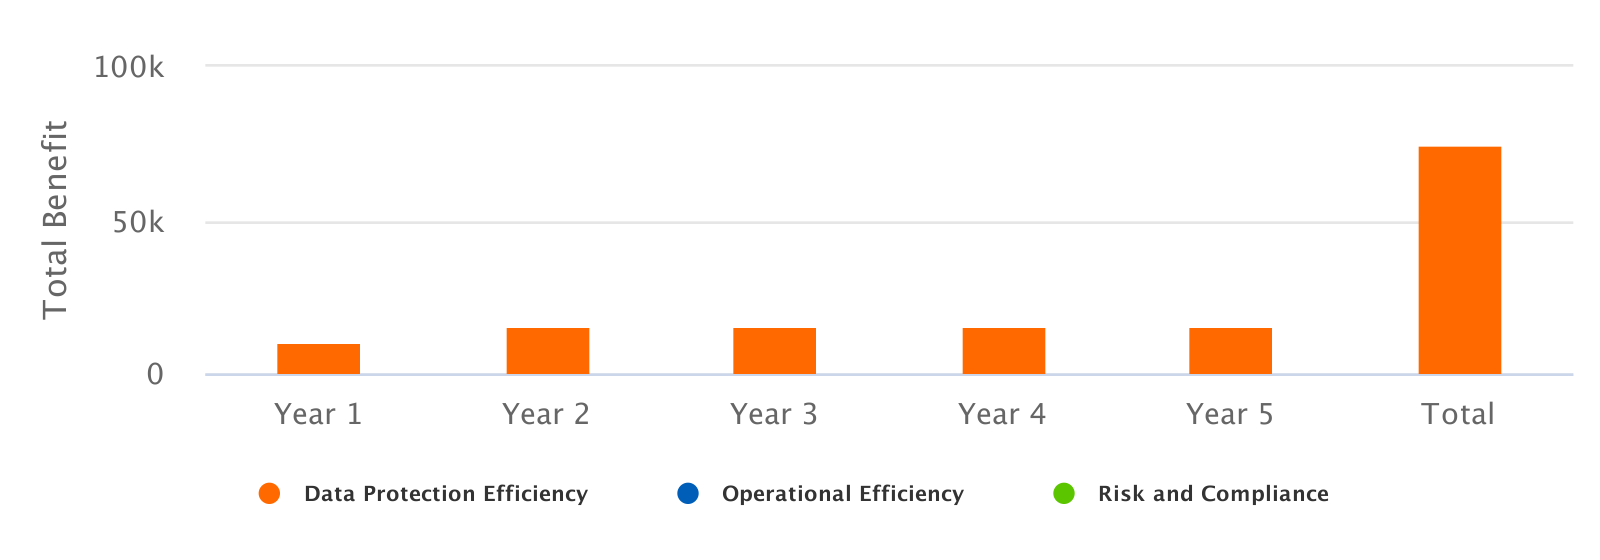 Total Benefit
100k
50k
0
Year 1 Year 2 Year 3 Year 4 Year 5 Total
Data Protection Efficiency Operational Efficiency Risk and Compliance